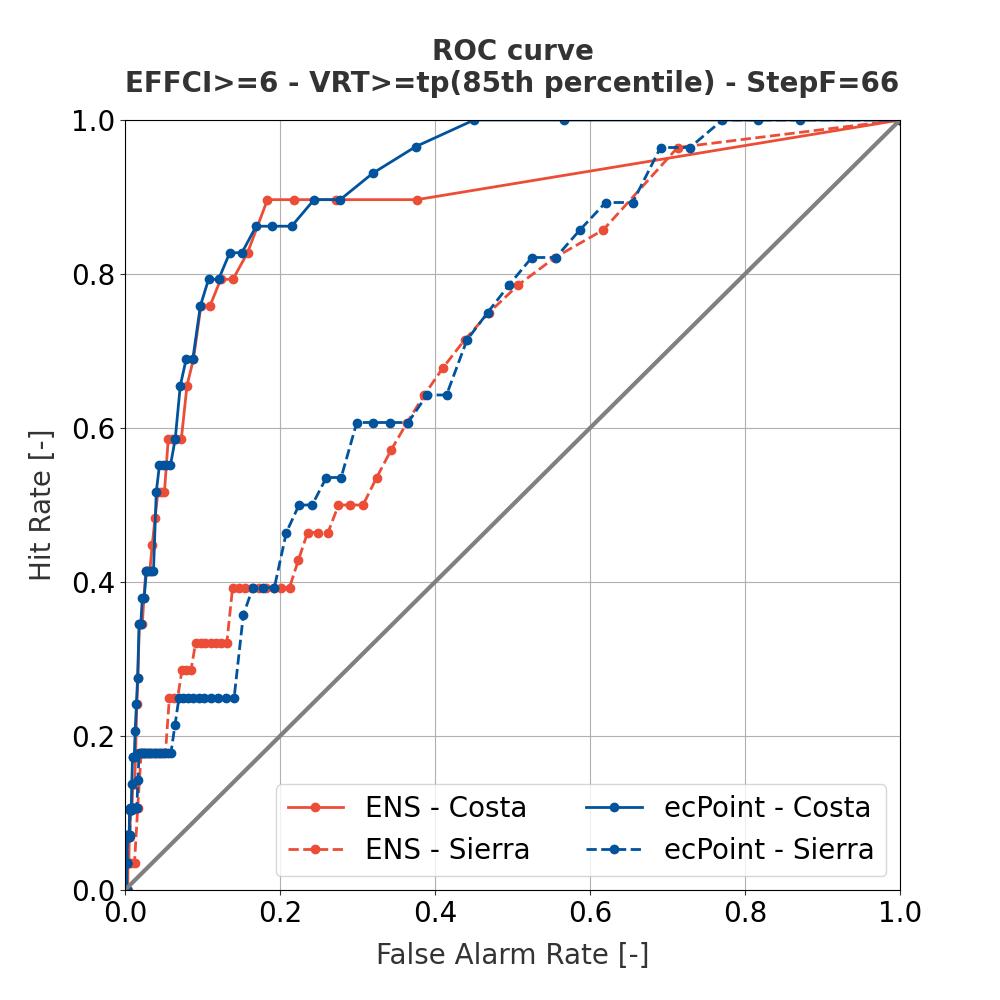 ROC curve
EFFCI>=6 - VRT>=tp(85th percentile) - StepF=66
1.0
0.8
0.6
0.4
0.2
0.0
Hit Rate [-]
ENS - Costa
ENS - Sierra
ecPoint - Costa
ecPoint - Sierra
0.0 0.2 0.4 0.6 0.8 1.0
False Alarm Rate [-]